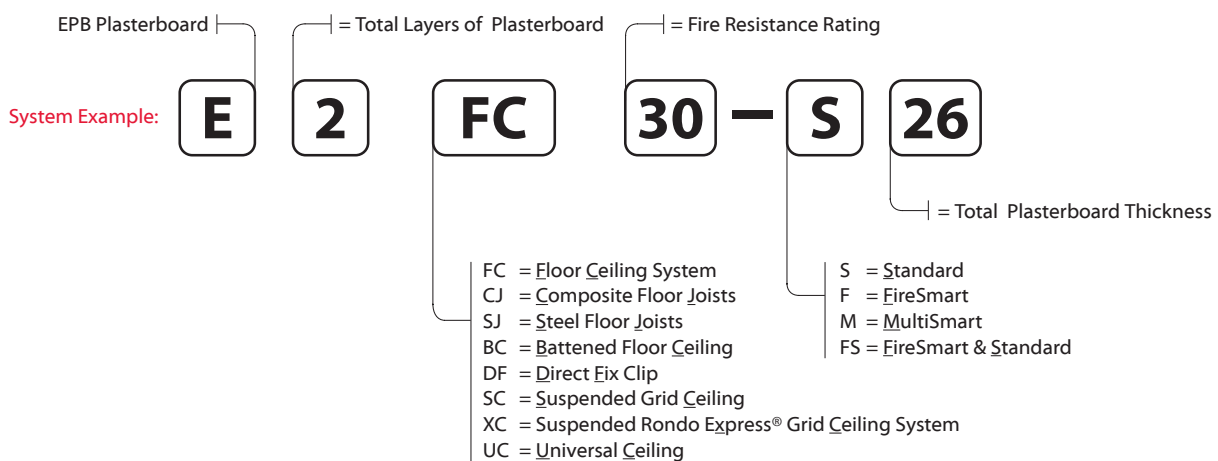 EPB Plasterboard = Total Layers of Plasterboard = Fire Resistance Rating
System Example: E 2 FC 30 – S 26
= Total Plasterboard Thickness
FC = Floor Ceiling System
CJ = Composite Floor Joists
SJ = Steel Floor Joists
BC = Battened Floor Ceiling
DF = Direct Fix Clip
SC = Suspended Grid Ceiling
XC = Suspended Rondo Express® Grid Ceiling System
UC = Universal Ceiling
S = Standard
F = FireSmart
M = MultiSmart
FS = FireSmart & Standard